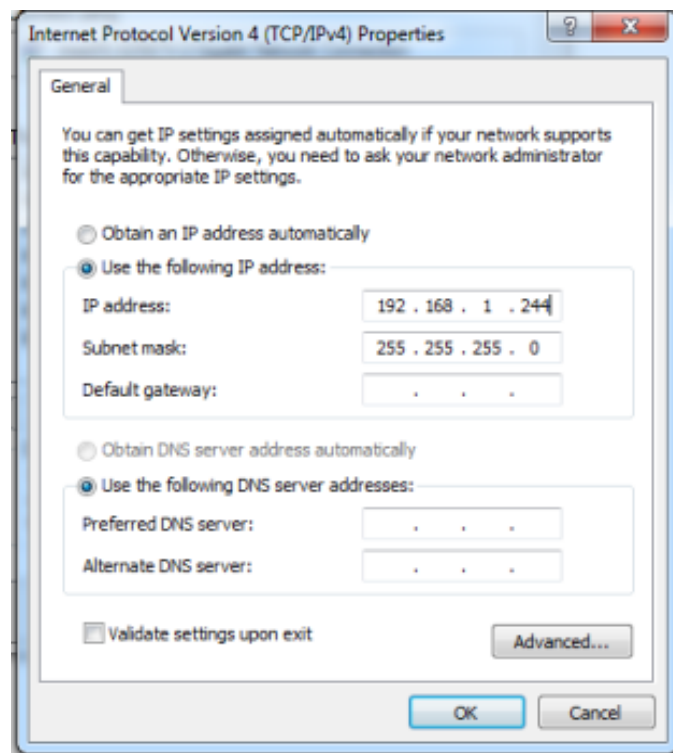 Internet Protocol Version 4 (TCP/IPv4) Properties
General
You can get IP settings assigned automatically if your network supports
this capability. Otherwise, you need to ask your network administrator
for the appropriate IP settings.
Obtain an IP address automatically
Use the following IP address:
IP address: 192 . 168 . 1 . 244
Subnet mask: 255 . 255 . 255 . 0
Default gateway: . . .
Obtain DNS server address automatically
Use the following DNS server addresses:
Preferred DNS server: . . .
Alternate DNS server: . . .
Validate settings upon exit
Advanced...
OK Cancel